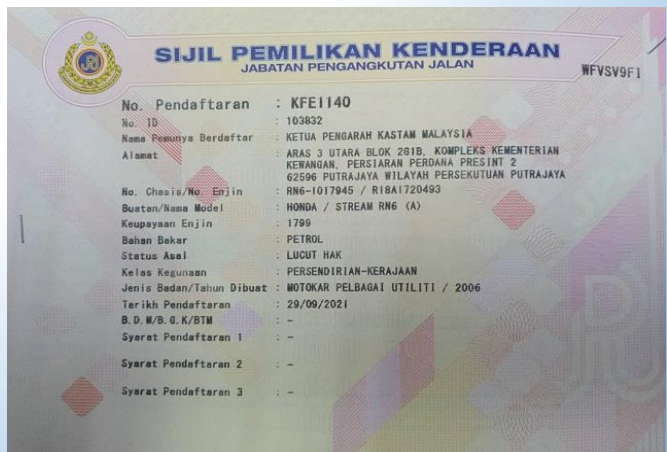 SIJIL PEMILIKAN KENDERAAN
JABATAN PENGANGKUTAN JALAN
WFVSV9F1
No. Pendaftaran : KFE1140
No. ID : 103832
Nama Pemunya Berdaftar : KETUA PENGARAH KASTAM MALAYSIA
Alamat : ARAS 3 UTARA BLOK 2G1B, KOMPLEKS KEMENTERIAN
KEWANGAN, PERSIARAN PERDANA PRESINT 2
62596 PUTRAJAYA WILAYAH PERSEKUTUAN PUTRAJAYA
No. Chasis/No. Enjin : RN6-1017945 / R18A1720493
Buatan/Nama Model : HONDA / STREAM RN6 (A)
Keupayaan Enjin : 1799
Bahan Bakar : PETROL
Status Asal : LUCUT HAK
Kelas Kegunaan : PERSENDIRIAN-KERAJAAN
Jenis Badan/Tahun Dibuat : MOTOKAR PELBAGAI UTILITI / 2006
Tarikh Pendaftaran : 29/09/2021
B.D.M/B.G.K/BTM : -
Syarat Pendaftaran 1 : -
Syarat Pendaftaran 2 : -
Syarat Pendaftaran 3 : -